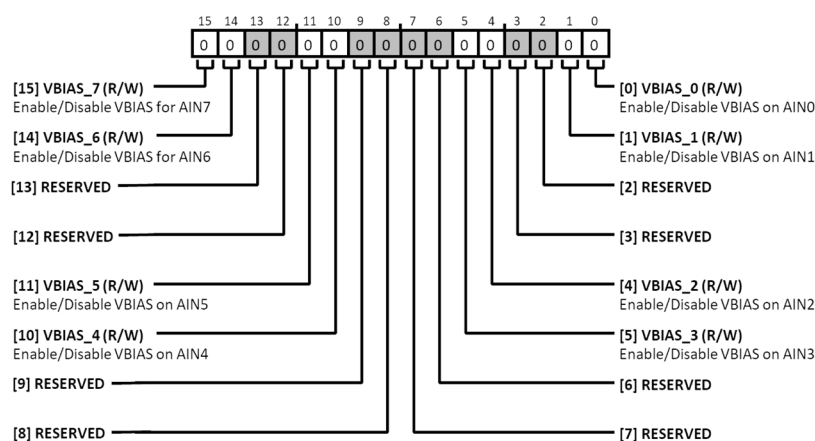 15 14 13 12 11 10 9 8 7 6 5 4 3 2 1 0
0 0 0 0 0 0 0 0 0 0 0 0 0 0 0 0
[15] VBIAS_7 (R/W)
Enable/Disable VBIAS for AIN7
[14] VBIAS_6 (R/W)
Enable/Disable VBIAS for AIN6
[13] RESERVED
[12] RESERVED
[11] VBIAS_5 (R/W)
Enable/Disable VBIAS on AIN5
[10] VBIAS_4 (R/W)
Enable/Disable VBIAS on AIN4
[9] RESERVED
[8] RESERVED
[0] VBIAS_0 (R/W)
Enable/Disable VBIAS on AIN0
[1] VBIAS_1 (R/W)
Enable/Disable VBIAS on AIN1
[2] RESERVED
[3] RESERVED
[4] VBIAS_2 (R/W)
Enable/Disable VBIAS on AIN2
[5] VBIAS_3 (R/W)
Enable/Disable VBIAS on AIN3
[6] RESERVED
[7] RESERVED